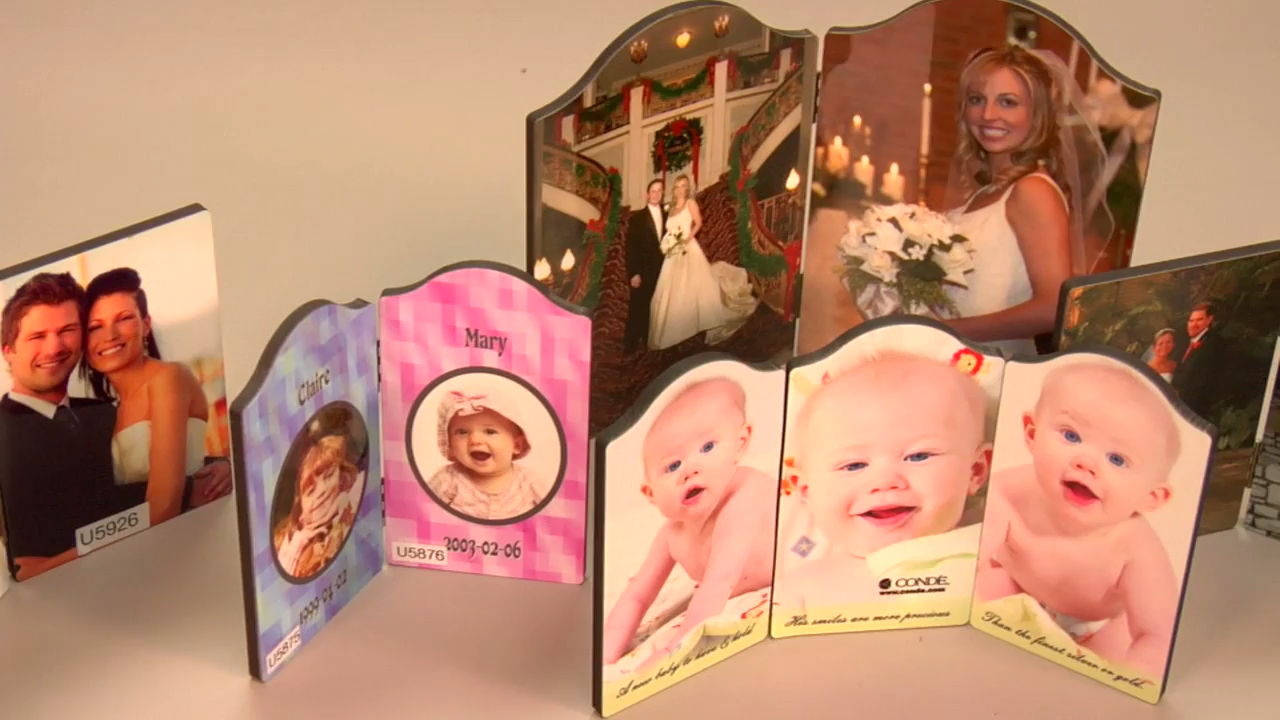 U5926
Claire
1999-04-02
U5875
Mary
2003-02-06
U5876
A new baby to have & hold
His smiles are more precious
Than the finest silver or gold.
CONDĒ.
www.conde.com